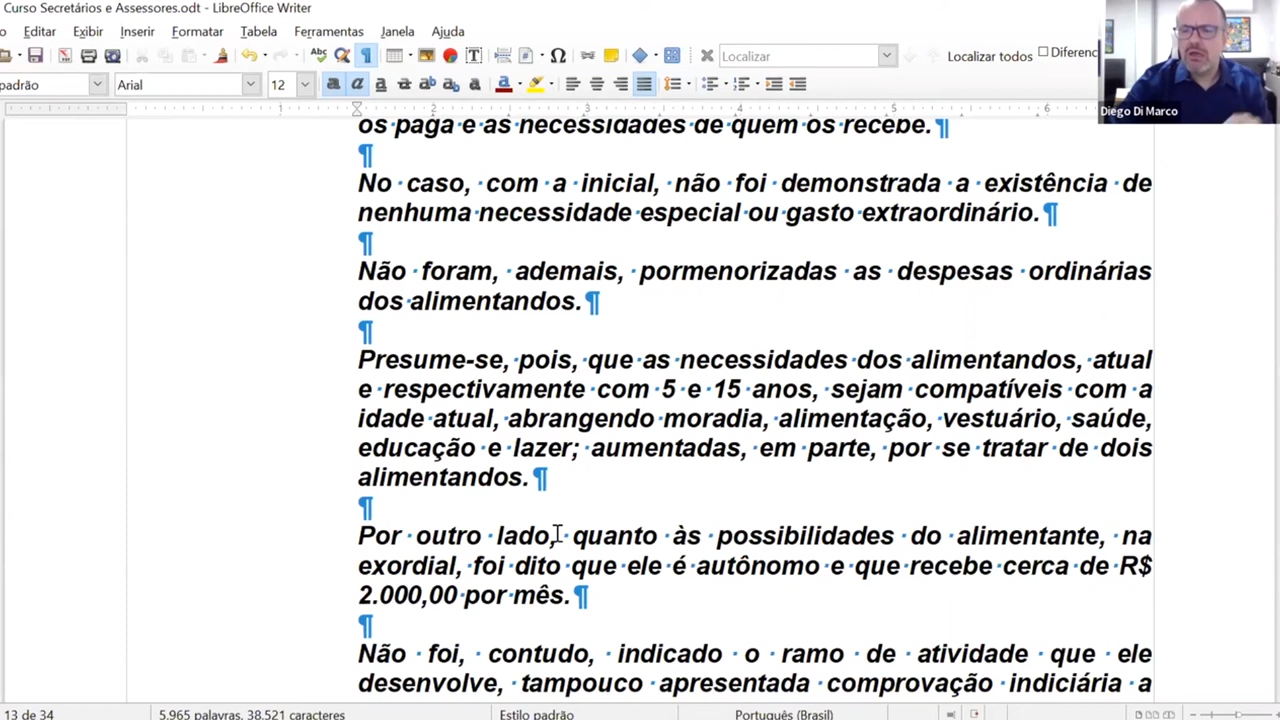 Curso Secretários e Assessores.odt - LibreOffice Writer
Editar Exibir Inserir Formatar Tabela Ferramentas Janela Ajuda
Localizar Localizar todos Diferenc
padrão Arial 12
2 3 4 5 6
Diego Di Marco
os paga e as necessidades de quem os recebe.¶
¶
No caso, com a inicial, não foi demonstrada a existência de
nenhuma necessidade especial ou gasto extraordinário.¶
¶
Não foram, ademais, pormenorizadas as despesas ordinárias
dos alimentandos.¶
¶
Presume-se, pois, que as necessidades dos alimentandos, atual
e respectivamente com 5 e 15 anos, sejam compatíveis com a
idade atual, abrangendo moradia, alimentação, vestuário, saúde,
educação e lazer; aumentadas, em parte, por se tratar de dois
alimentandos.¶
¶
Por outro lado, quanto às possibilidades do alimentante, na
exordial, foi dito que ele é autônomo e que recebe cerca de R$
2.000,00 por mês.¶
¶
Não foi, contudo, indicado o ramo de atividade que ele
desenvolve, tampouco apresentada comprovação indiciária a
13 de 34 5.965 palavras, 38.521 caracteres Estilo padrão Português (Brasil)